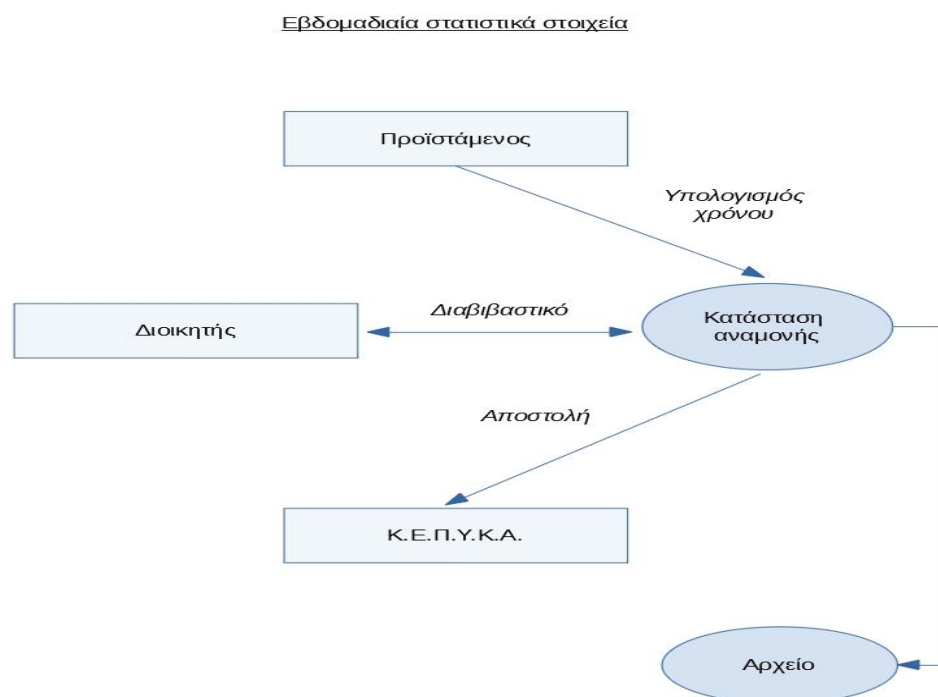 Εβδομαδιαία στατιστικά στοιχεία
Προϊστάμενος
Υπολογισμός
χρόνου
Διοικητής
Διαβιβαστικό
Κατάσταση
αναμονής
Αποστολή
Κ.Ε.Π.Υ.Κ.Α.
Αρχείο